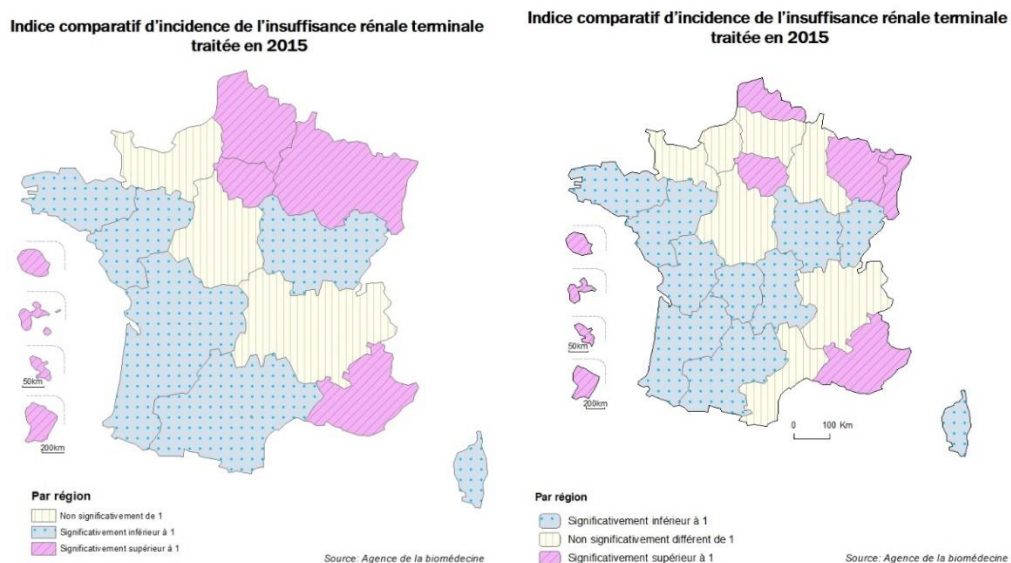 Indice comparatif d'incidence de l'insuffisance rénale terminale
traitée en 2015
50km
200km
Par région
Non significativement de 1
Significativement inférieur à 1
Significativement supérieur à 1
Source: Agence de la biomédecine
Indice comparatif d'incidence de l'insuffisance rénale terminale
traitée en 2015
50km
200km
0 100 Km
Par région
Significativement inférieur à 1
Non significativement différent de 1
Significativement supérieur à 1
Source: Agence de la biomédecine